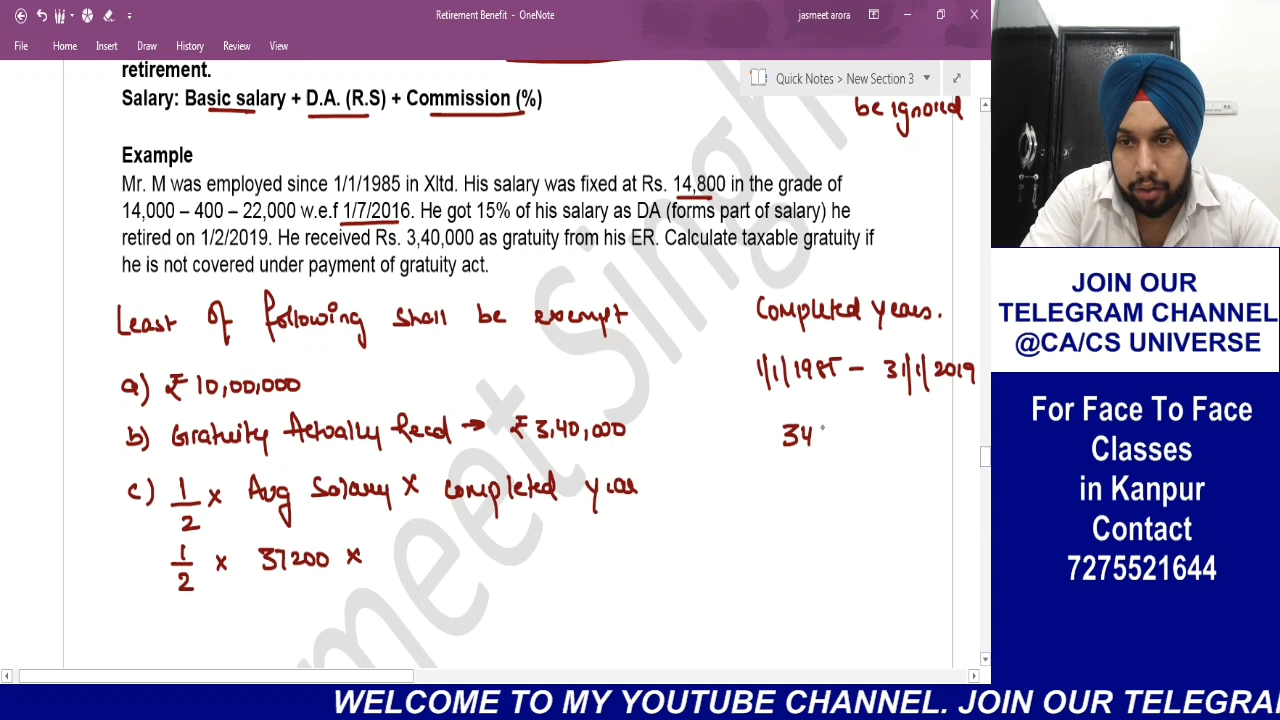 Retirement Benefit - OneNote
jasmeet arora
File Home Insert Draw History Review View
Quick Notes > New Section 3
retirement.
Salary: Basic salary + D.A. (R.S) + Commission (%)
be ignored
Example
Mr. M was employed since 1/1/1985 in Xltd. His salary was fixed at Rs. 14,800 in the grade of
14,000 – 400 – 22,000 w.e.f 1/7/2016. He got 15% of his salary as DA (forms part of salary) he
retired on 1/2/2019. He received Rs. 3,40,000 as gratuity from his ER. Calculate taxable gratuity if
he is not covered under payment of gratuity act.
Least of following shall be exempt
a) ₹ 10,00,000
b) Gratuity Actually Recd → ₹ 3,40,000
c) 1/2 × Avg Salary × completed year
1/2 × 37200 ×
Completed years.
1/1/1985 – 31/1/2019
34
meet Singh
JOIN OUR
TELEGRAM CHANNEL
@CA/CS UNIVERSE
For Face To Face
Classes
in Kanpur
Contact
7275521644
WELCOME TO MY YOUTUBE CHANNEL. JOIN OUR TELEGRA